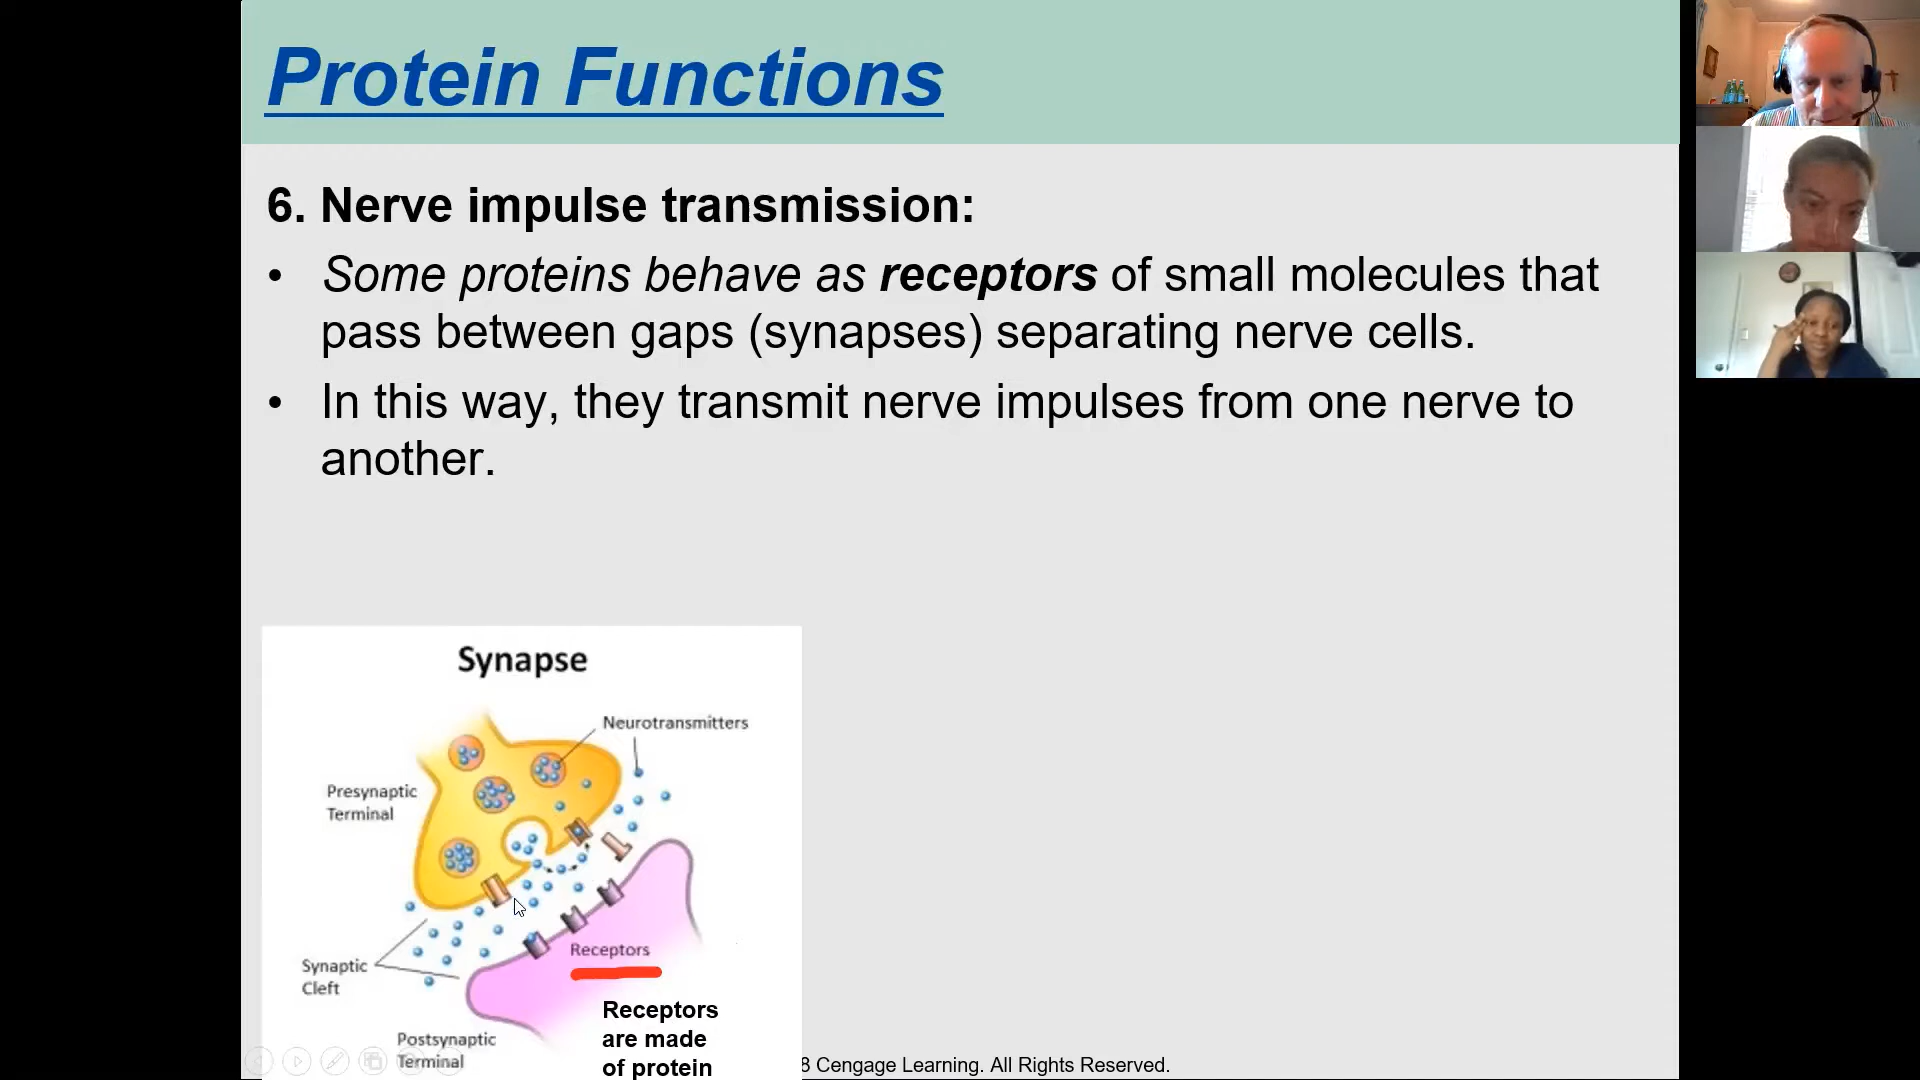 Protein Functions
6. Nerve impulse transmission:
• Some proteins behave as receptors of small molecules that
pass between gaps (synapses) separating nerve cells.
• In this way, they transmit nerve impulses from one nerve to
another.
Synapse
Neurotransmitters
Presynaptic
Terminal
Receptors
Synaptic
Cleft
Receptors
are made
of protein
Postsynaptic
Terminal
8 Cengage Learning. All Rights Reserved.